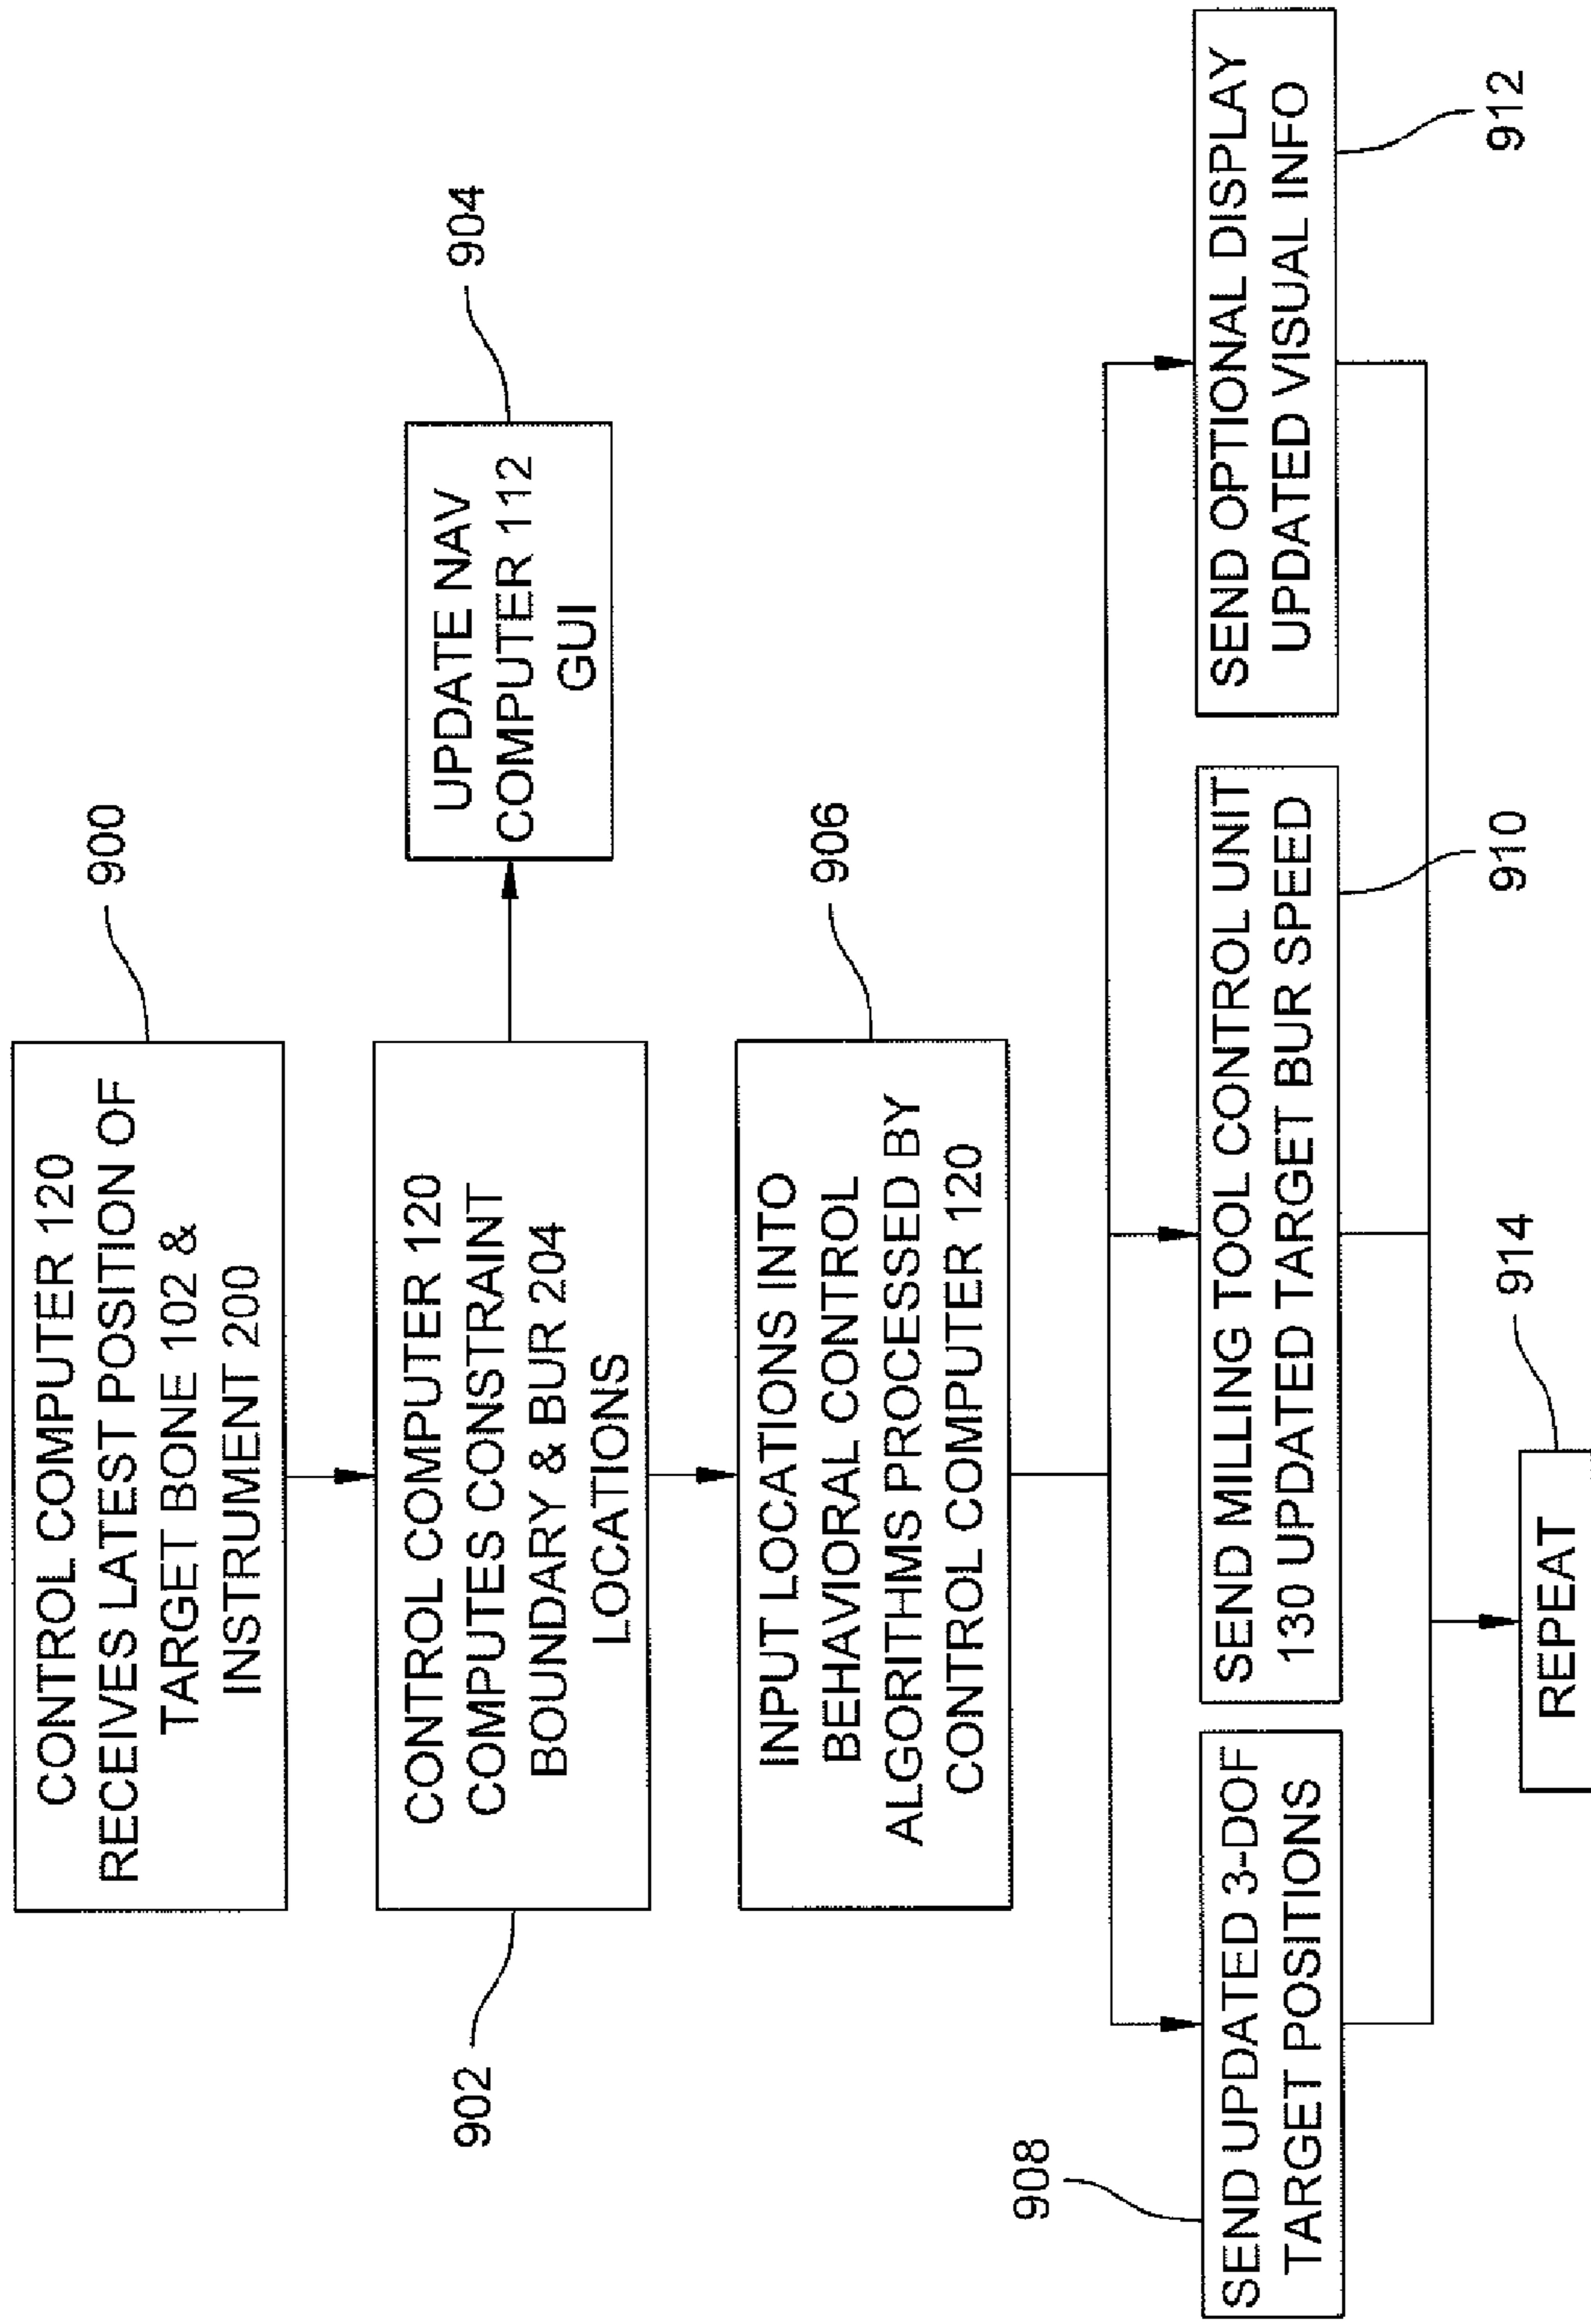 CONTROL COMPUTER 120
RECEIVES LATEST POSITION OF
TARGET BONE 102 &
INSTRUMENT 200
900
CONTROL COMPUTER 120
COMPUTES CONSTRAINT
BOUNDARY & BUR 204
LOCATIONS
902
UPDATE NAV
COMPUTER 112
GUI
904
INPUT LOCATIONS INTO
BEHAVIORAL CONTROL
ALGORITHMS PROCESSED BY
CONTROL COMPUTER 120
906
908
SEND UPDATED 3-DOF
TARGET POSITIONS
SEND MILLING TOOL CONTROL UNIT
130 UPDATED TARGET BUR SPEED
910
SEND OPTIONAL DISPLAY
UPDATED VISUAL INFO
912
REPEAT
914